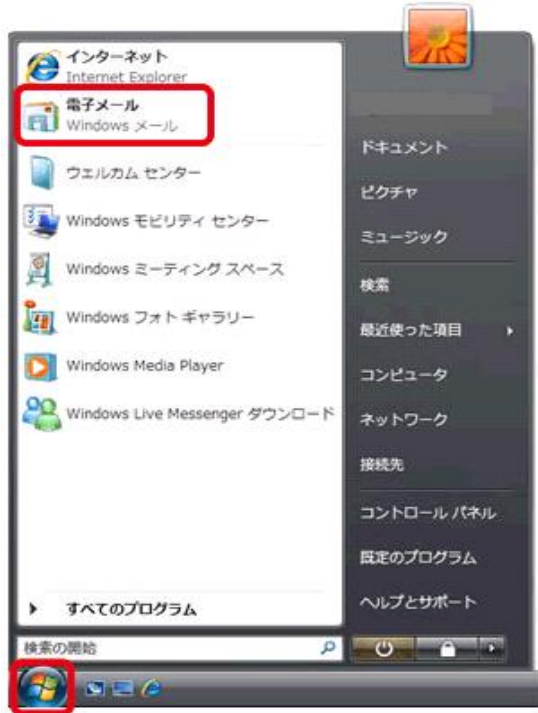 インターネット
Internet Explorer
電子メール
Windows メール
ウェルカム センター
Windows モビリティ センター
Windows ミーティング スペース
Windows フォト ギャラリー
Windows Media Player
Windows Live Messenger ダウンロード
すべてのプログラム
検索の開始
ドキュメント
ピクチャ
ミュージック
検索
最近使った項目
コンピュータ
ネットワーク
接続先
コントロール パネル
既定のプログラム
ヘルプとサポート